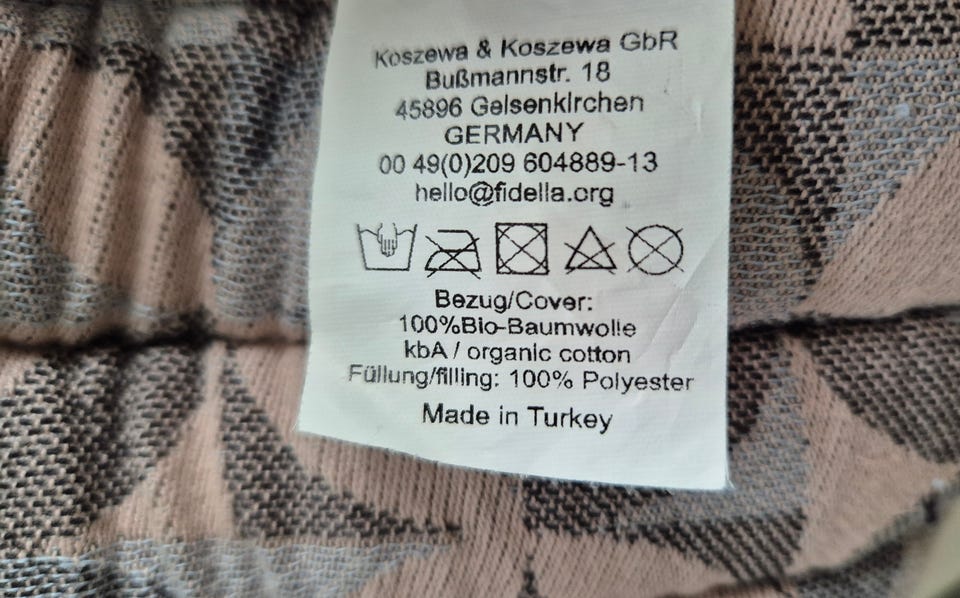 Koszewa & Koszewa GbR
Bußmannstr. 18
45896 Gelsenkirchen
GERMANY
00 49(0)209 604889-13
hello@fidella.org
Bezug/Cover:
100%Bio-Baumwolle
kbA / organic cotton
Füllung/filling: 100% Polyester
Made in Turkey